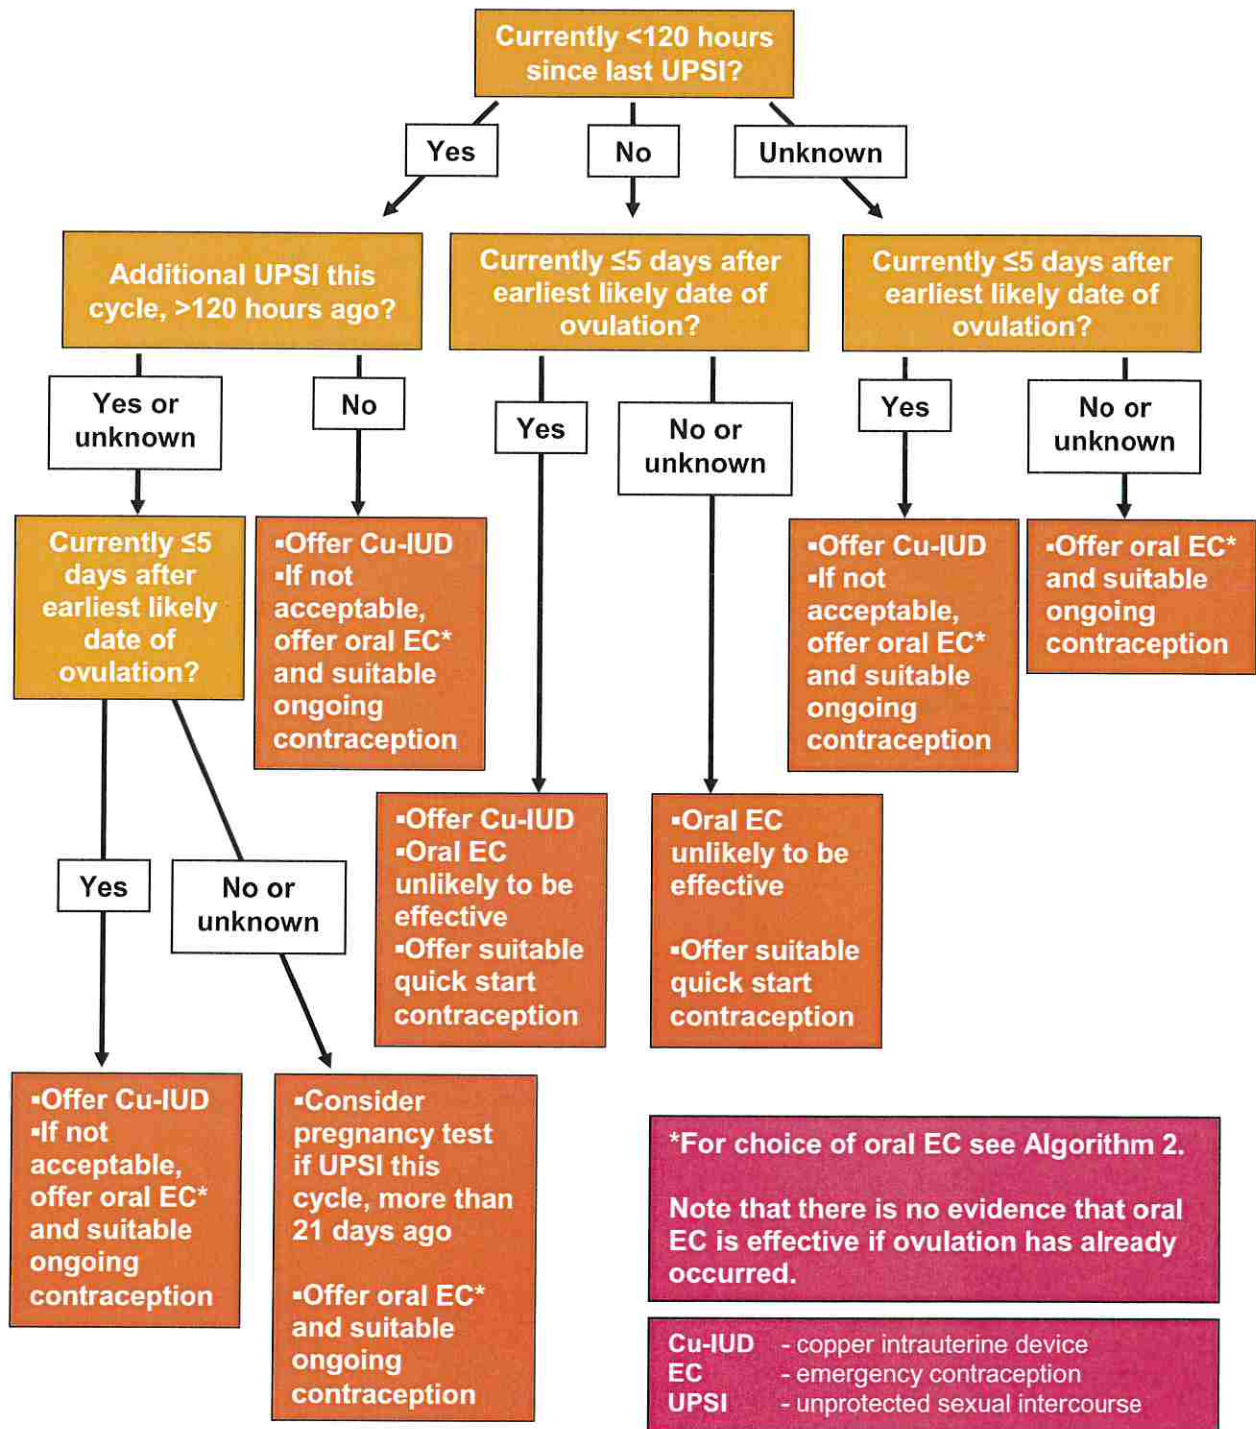 Currently <120 hours
since last UPSI?
Yes
No
Unknown
Additional UPSI this
cycle, >120 hours ago?
Currently ≤5 days after
earliest likely date of
ovulation?
Currently ≤5 days after
earliest likely date of
ovulation?
Yes or
unknown
No
Yes
No or
unknown
Yes
No or
unknown
Currently ≤5
days after
earliest likely
date of
ovulation?
▪Offer Cu-IUD
▪If not
acceptable,
offer oral EC*
and suitable
ongoing
contraception
▪Offer Cu-IUD
▪If not
acceptable,
offer oral EC*
and suitable
ongoing
contraception
▪Offer oral EC*
and suitable
ongoing
contraception
▪Offer Cu-IUD
▪Oral EC
unlikely to be
effective
▪Offer suitable
quick start
contraception
▪Oral EC
unlikely to be
effective
▪Offer suitable
quick start
contraception
Yes
No or
unknown
▪Offer Cu-IUD
▪If not
acceptable,
offer oral EC*
and suitable
ongoing
contraception
▪Consider
pregnancy test
if UPSI this
cycle, more than
21 days ago
▪Offer oral EC*
and suitable
ongoing
contraception
*For choice of oral EC see Algorithm 2.
Note that there is no evidence that oral
EC is effective if ovulation has already
occurred.
Cu-IUD - copper intrauterine device
EC - emergency contraception
UPSI - unprotected sexual intercourse